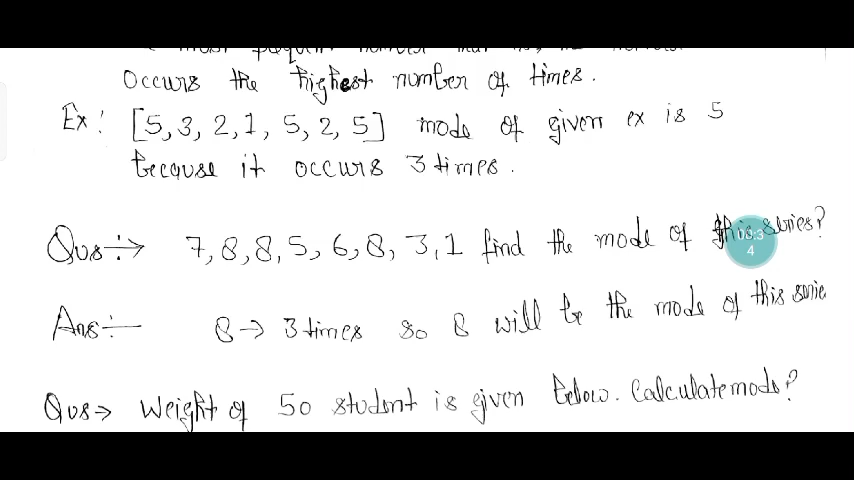 occurs the highest number of times.
Ex: [5, 3, 2, 1, 5, 2, 5] mode of given ex is 5
because it occurs 3 times.
Qus ÷→ 7, 8, 8, 5, 6, 8, 3, 1 find the mode of this series?
Ans ÷ 8 → 3 times so 8 will be the mode of this serie
Qus → Weight of 50 student is given below. Calculate mode?